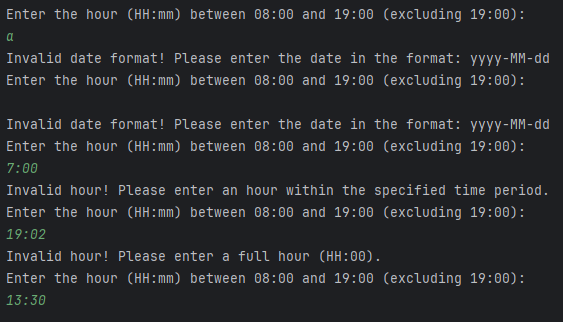 Enter the hour (HH:mm) between 08:00 and 19:00 (excluding 19:00):
a
Invalid date format! Please enter the date in the format: yyyy-MM-dd
Enter the hour (HH:mm) between 08:00 and 19:00 (excluding 19:00):
Invalid date format! Please enter the date in the format: yyyy-MM-dd
Enter the hour (HH:mm) between 08:00 and 19:00 (excluding 19:00):
7:00
Invalid hour! Please enter an hour within the specified time period.
Enter the hour (HH:mm) between 08:00 and 19:00 (excluding 19:00):
19:02
Invalid hour! Please enter a full hour (HH:00).
Enter the hour (HH:mm) between 08:00 and 19:00 (excluding 19:00):
13:30